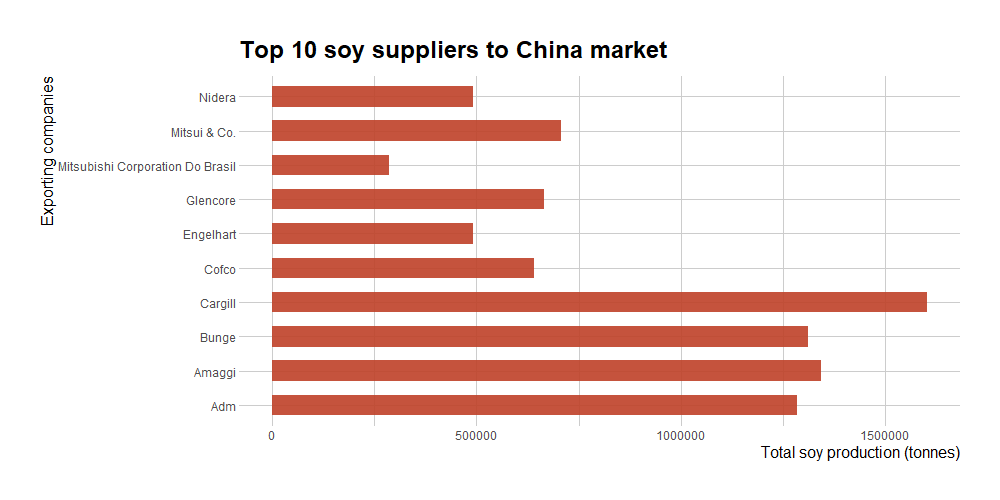 Top 10 soy suppliers to China market
Exporting companies
Nidera
Mitsui & Co.
Mitsubishi Corporation Do Brasil
Glencore
Engelhart
Cofco
Cargill
Bunge
Amaggi
Adm
0 500000 1000000 1500000
Total soy production (tonnes)